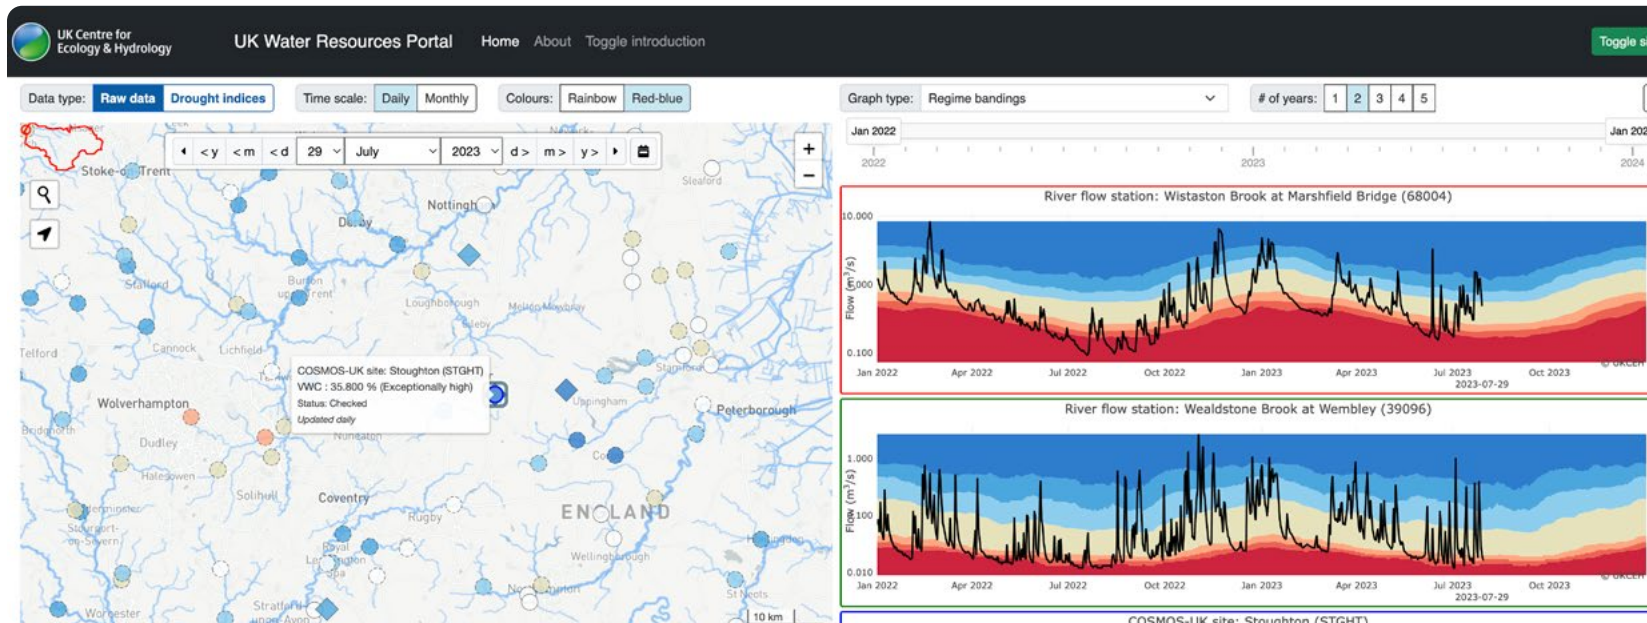 UK Centre for
Ecology & Hydrology
UK Water Resources Portal Home About Toggle introduction
Toggle si
Data type: Raw data Drought indices Time scale: Daily Monthly Colours: Rainbow Red-blue
Graph type: Regime bandings # of years: 1 2 3 4 5
< y < m < d 29 July 2023 d > m > y >
+
−
Jan 2022 Jan 202
2022 2023 2024
Stoke-on-Trent
Sleaford
Nottingham
Derby
Stafford
Burton
upon Trent
Loughborough
Melton Mowbray
Telford
Cannock
Lichfield
Stamford
COSMOS-UK site: Stoughton (STGHT)
VWC : 35.800 % (Exceptionally high)
Status: Checked
Updated daily
Uppingham
Wolverhampton
Peterborough
Bridgnorth
Dudley
Nuneaton
Halesowen
Solihull
Coventry
Rugby
ENGLAND
Stourport-
on-Severn
Royal
Leamington
Spa
Wellingborough
Huntingdon
Northampton
St Neots
Worcester
Stratford-
upon-Avon
10 km
River flow station: Wistaston Brook at Marshfield Bridge (68004)
10.000
1.000
0.100
Flow (m³/s)
Jan 2022 Apr 2022 Jul 2022 Oct 2022 Jan 2023 Apr 2023 Jul 2023 Oct 2023
2023-07-29
© UKCEH
River flow station: Wealdstone Brook at Wembley (39096)
1.000
0.100
0.010
Flow (m³/s)
Jan 2022 Apr 2022 Jul 2022 Oct 2022 Jan 2023 Apr 2023 Jul 2023 Oct 2023
2023-07-29
© UKCEH
COSMOS-UK site: Stoughton (STGHT)